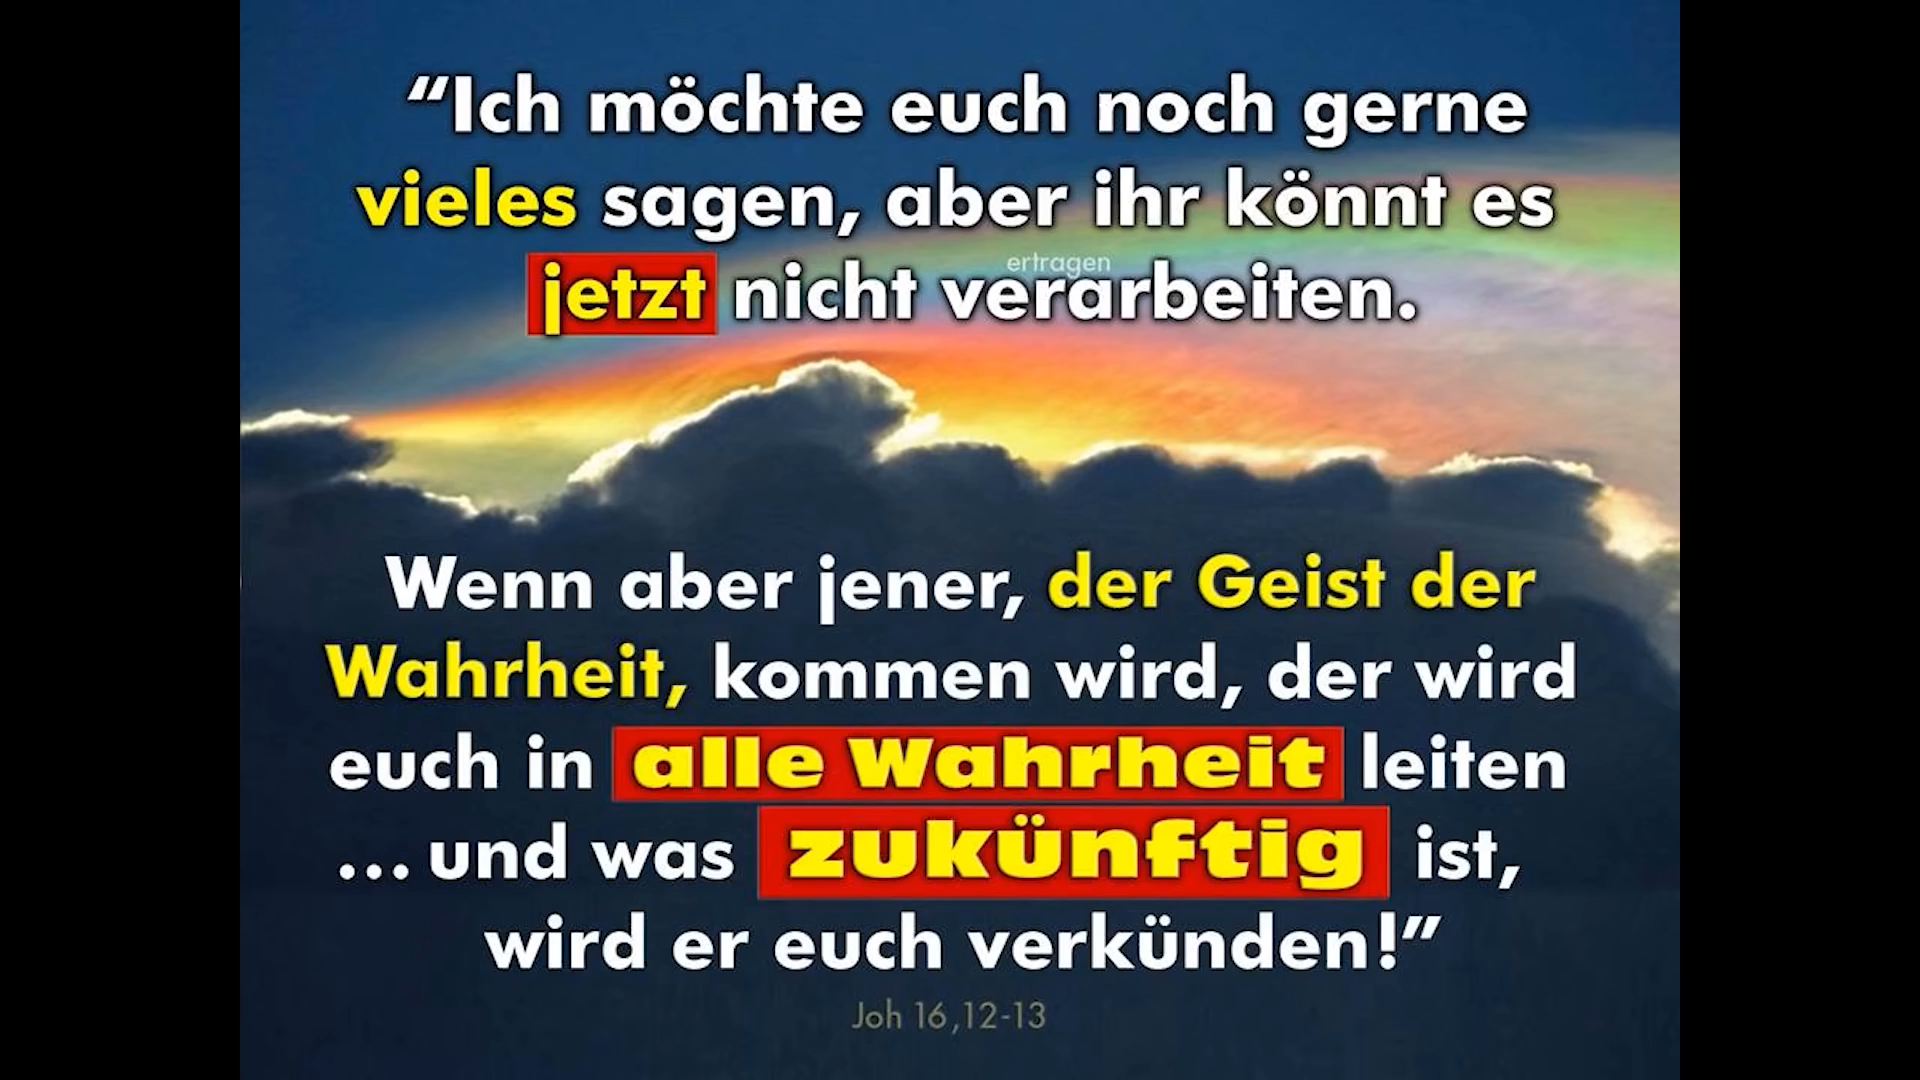 “Ich möchte euch noch gerne
vieles sagen, aber ihr könnt es
ertragen
jetzt nicht verarbeiten.
Wenn aber jener, der Geist der
Wahrheit, kommen wird, der wird
euch in alle Wahrheit leiten
... und was zukünftig ist,
wird er euch verkünden!”
Joh 16,12-13